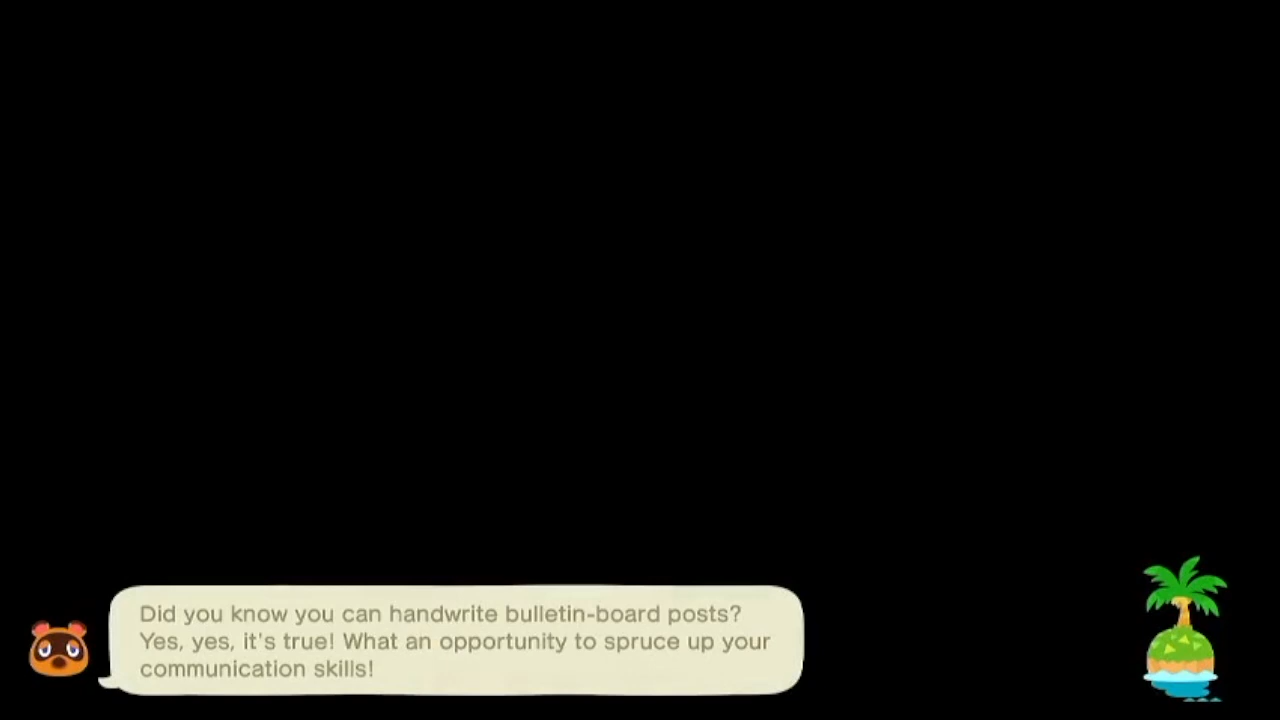 Did you know you can handwrite bulletin-board posts?
Yes, yes, it's true! What an opportunity to spruce up your
communication skills!